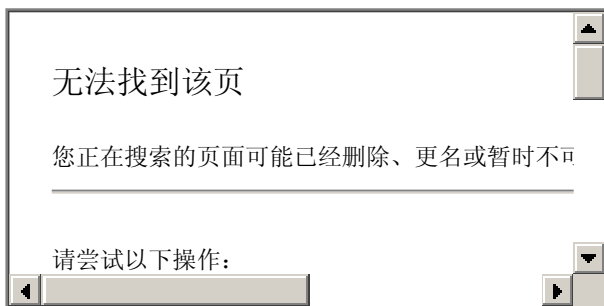 无法找到该页
您正在搜索的页面可能已经删除、更名或暂时不
请尝试以下操作：